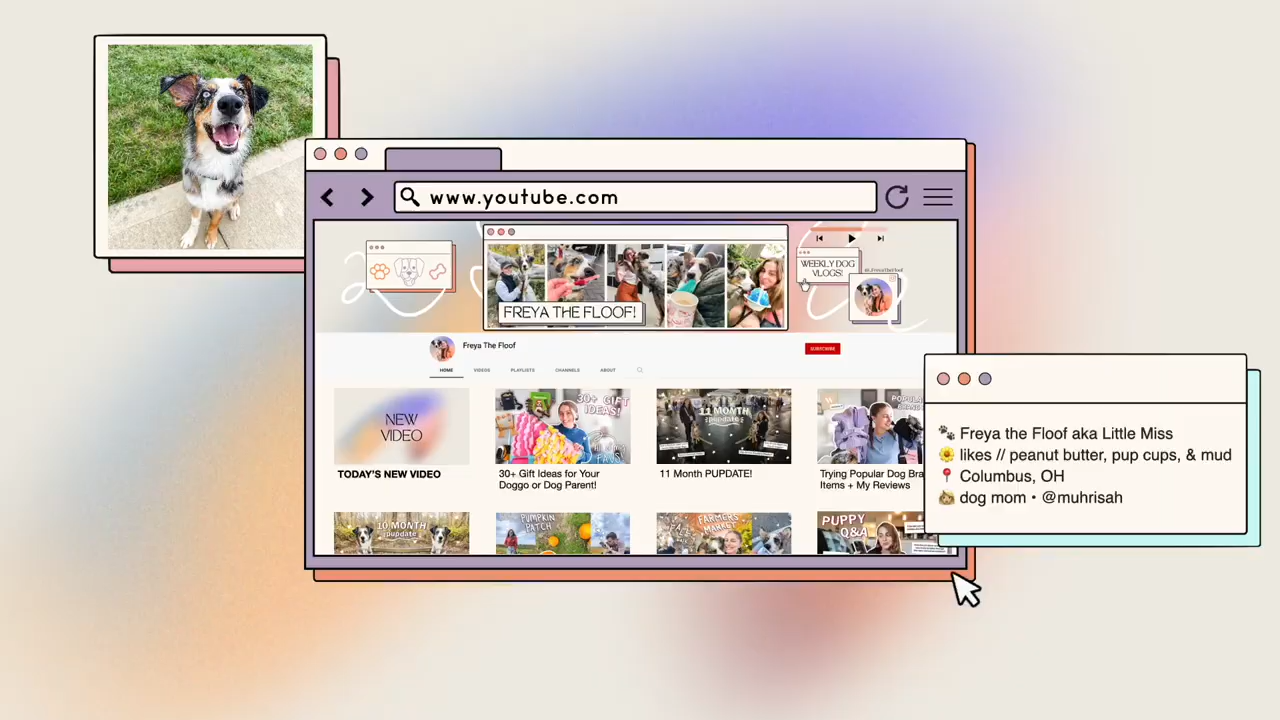 www.youtube.com
WEEKLY DOG
VLOGS!
FREYA THE FLOOF!
Freya The Floof
SUBSCRIBE
HOME VIDEOS PLAYLISTS CHANNELS ABOUT
NEW
VIDEO
30+ GIFT
IDEAS!
11 MONTH
pupdate
TODAY'S NEW VIDEO
30+ Gift Ideas for Your
Doggo or Dog Parent!
11 Month PUPDATE!
Trying Popular Dog Bra
Items + My Reviews
10 MONTH
pupdate
PUMPKIN
PATCH
FARMERS
MARKET
PUPPY
Q&A
Freya the Floof aka Little Miss
likes // peanut butter, pup cups, & mud
Columbus, OH
dog mom • @muhrisah